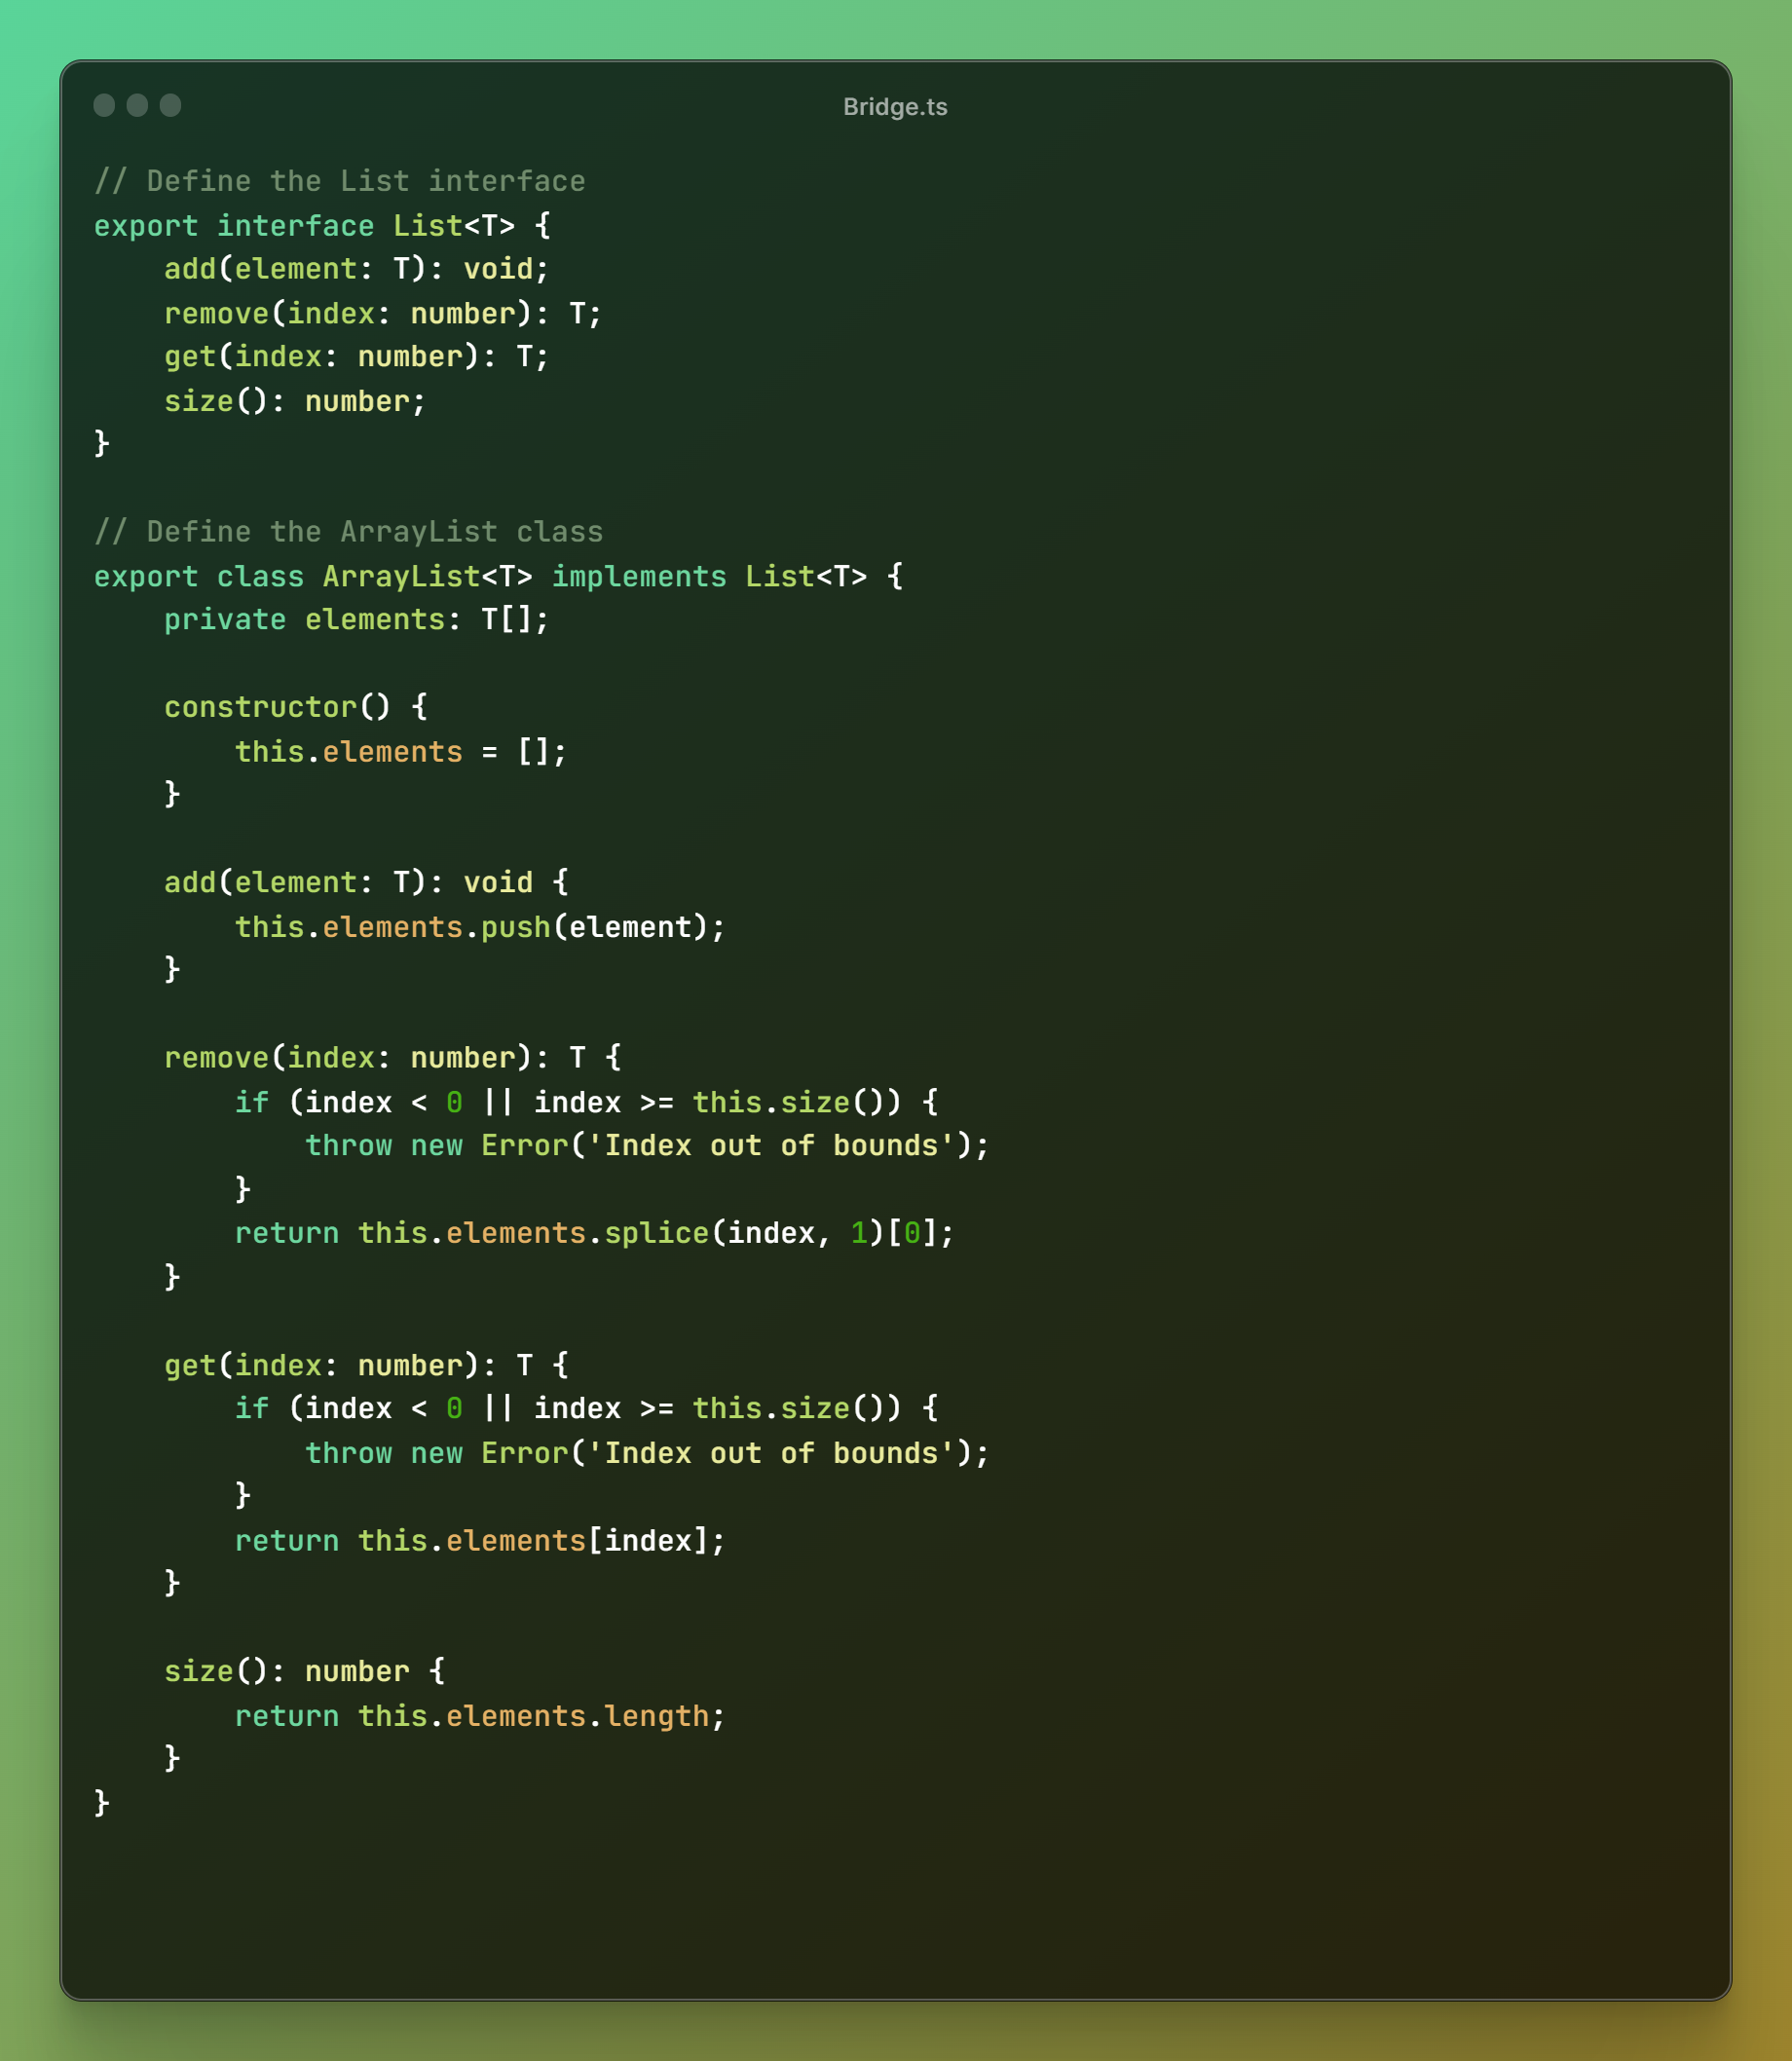 Bridge.ts
// Define the List interface
export interface List<T> {
    add(element: T): void;
    remove(index: number): T;
    get(index: number): T;
    size(): number;
}

// Define the ArrayList class
export class ArrayList<T> implements List<T> {
    private elements: T[];

    constructor() {
        this.elements = [];
    }

    add(element: T): void {
        this.elements.push(element);
    }

    remove(index: number): T {
        if (index < 0 || index >= this.size()) {
            throw new Error('Index out of bounds');
        }
        return this.elements.splice(index, 1)[0];
    }

    get(index: number): T {
        if (index < 0 || index >= this.size()) {
            throw new Error('Index out of bounds');
        }
        return this.elements[index];
    }

    size(): number {
        return this.elements.length;
    }
}